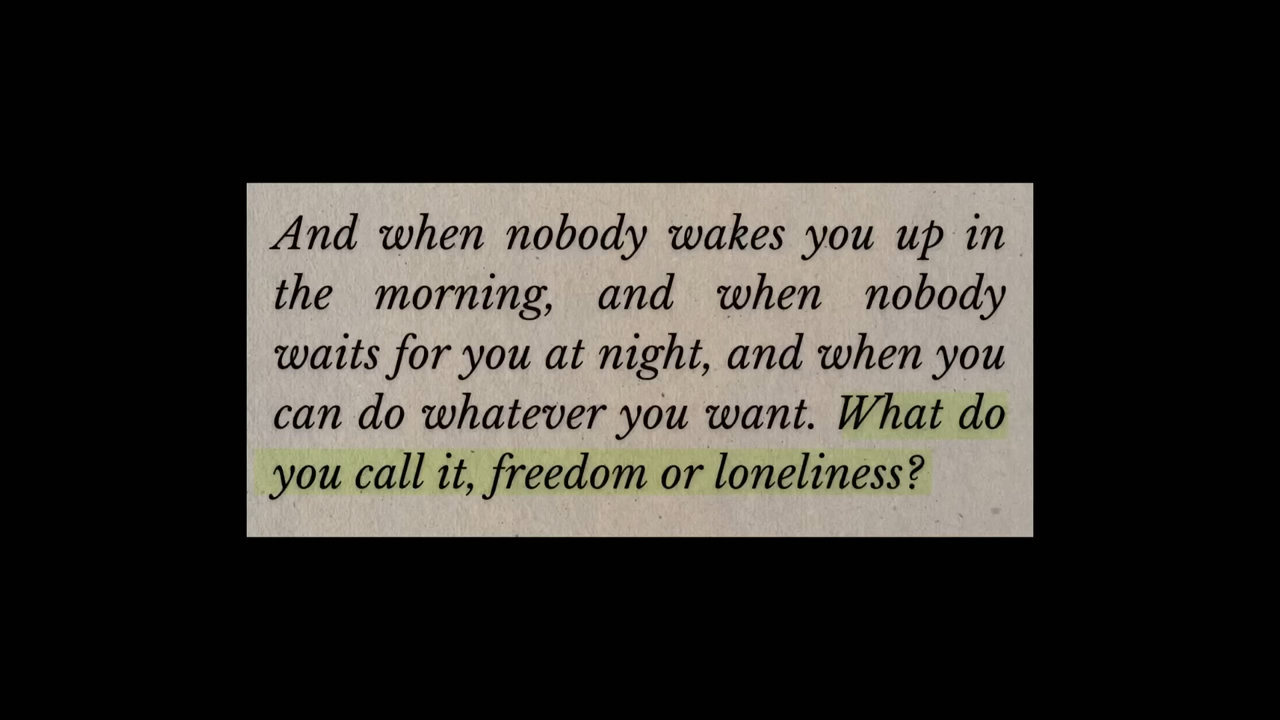 And when nobody wakes you up in
the morning, and when nobody
waits for you at night, and when you
can do whatever you want. What do
you call it, freedom or loneliness?